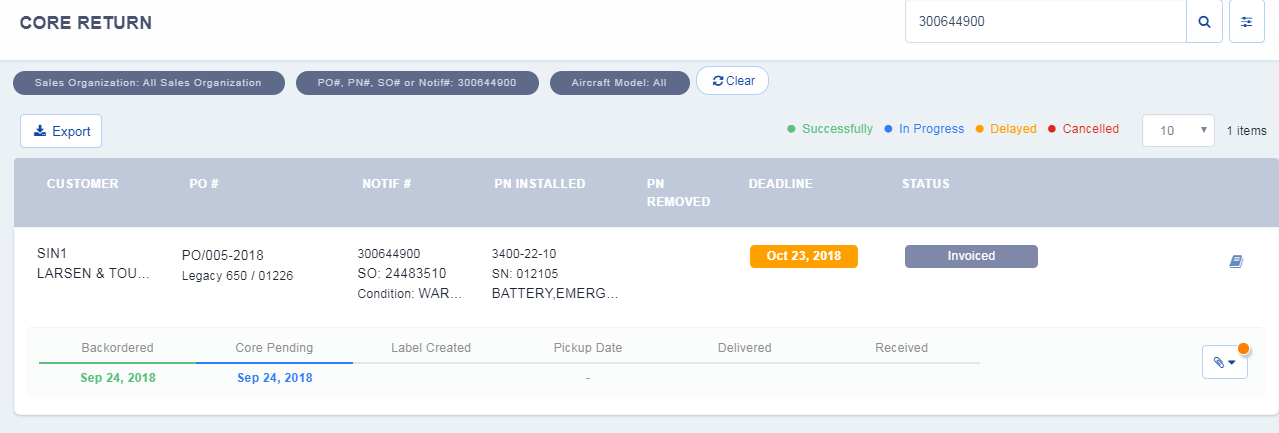 CORE RETURN
300644900
Sales Organization: All Sales Organization
PO#, PN#, SO# or Notif#: 300644900
Aircraft Model: All
Clear
Export
Successfully
In Progress
Delayed
Cancelled
10
1 items
CUSTOMER
PO #
NOTIF #
PN INSTALLED
PN
REMOVED
DEADLINE
STATUS
SIN1
LARSEN & TOU...
PO/005-2018
Legacy 650 / 01226
300644900
SO: 24483510
Condition: WAR...
3400-22-10
SN: 012105
BATTERY,EMERG...
Oct 23, 2018
Invoiced
Backordered
Core Pending
Label Created
Pickup Date
Delivered
Received
Sep 24, 2018
Sep 24, 2018
-